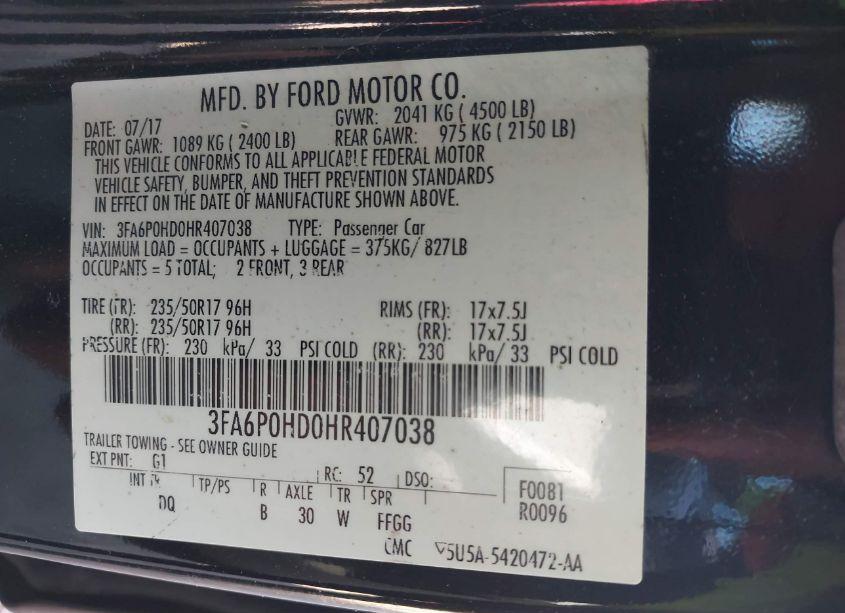 MFD. BY FORD MOTOR CO.
DATE: 07/17 GVWR: 2041 KG ( 4500 LB)
FRONT GAWR: 1089 KG ( 2400 LB) REAR GAWR: 975 KG ( 2150 LB)
THIS VEHICLE CONFORMS TO ALL APPLICABLE FEDERAL MOTOR
VEHICLE SAFETY, BUMPER, AND THEFT PREVENTION STANDARDS
IN EFFECT ON THE DATE OF MANUFACTURE SHOWN ABOVE.
VIN: 3FA6P0HD0HR407038 TYPE: Passenger Car
MAXIMUM LOAD = OCCUPANTS + LUGGAGE = 375KG/ 827LB
OCCUPANTS = 5 TOTAL; 2 FRONT, 3 REAR
TIRE (FR): 235/50R17 96H RIMS (FR): 17x7.5J
(RR): 235/50R17 96H (RR): 17x7.5J
PRESSURE (FR): 230 kPa/ 33 PSI COLD (RR): 230 kPa/ 33 PSI COLD
3FA6P0HD0HR407038
TRAILER TOWING - SEE OWNER GUIDE
EXT PNT: G1 RC: 52 DSO: F0081
INT TR TP/PS R AXLE TR SPR R0096
DQ B 30 W FFGG
CMC V5U5A-5420472-AA